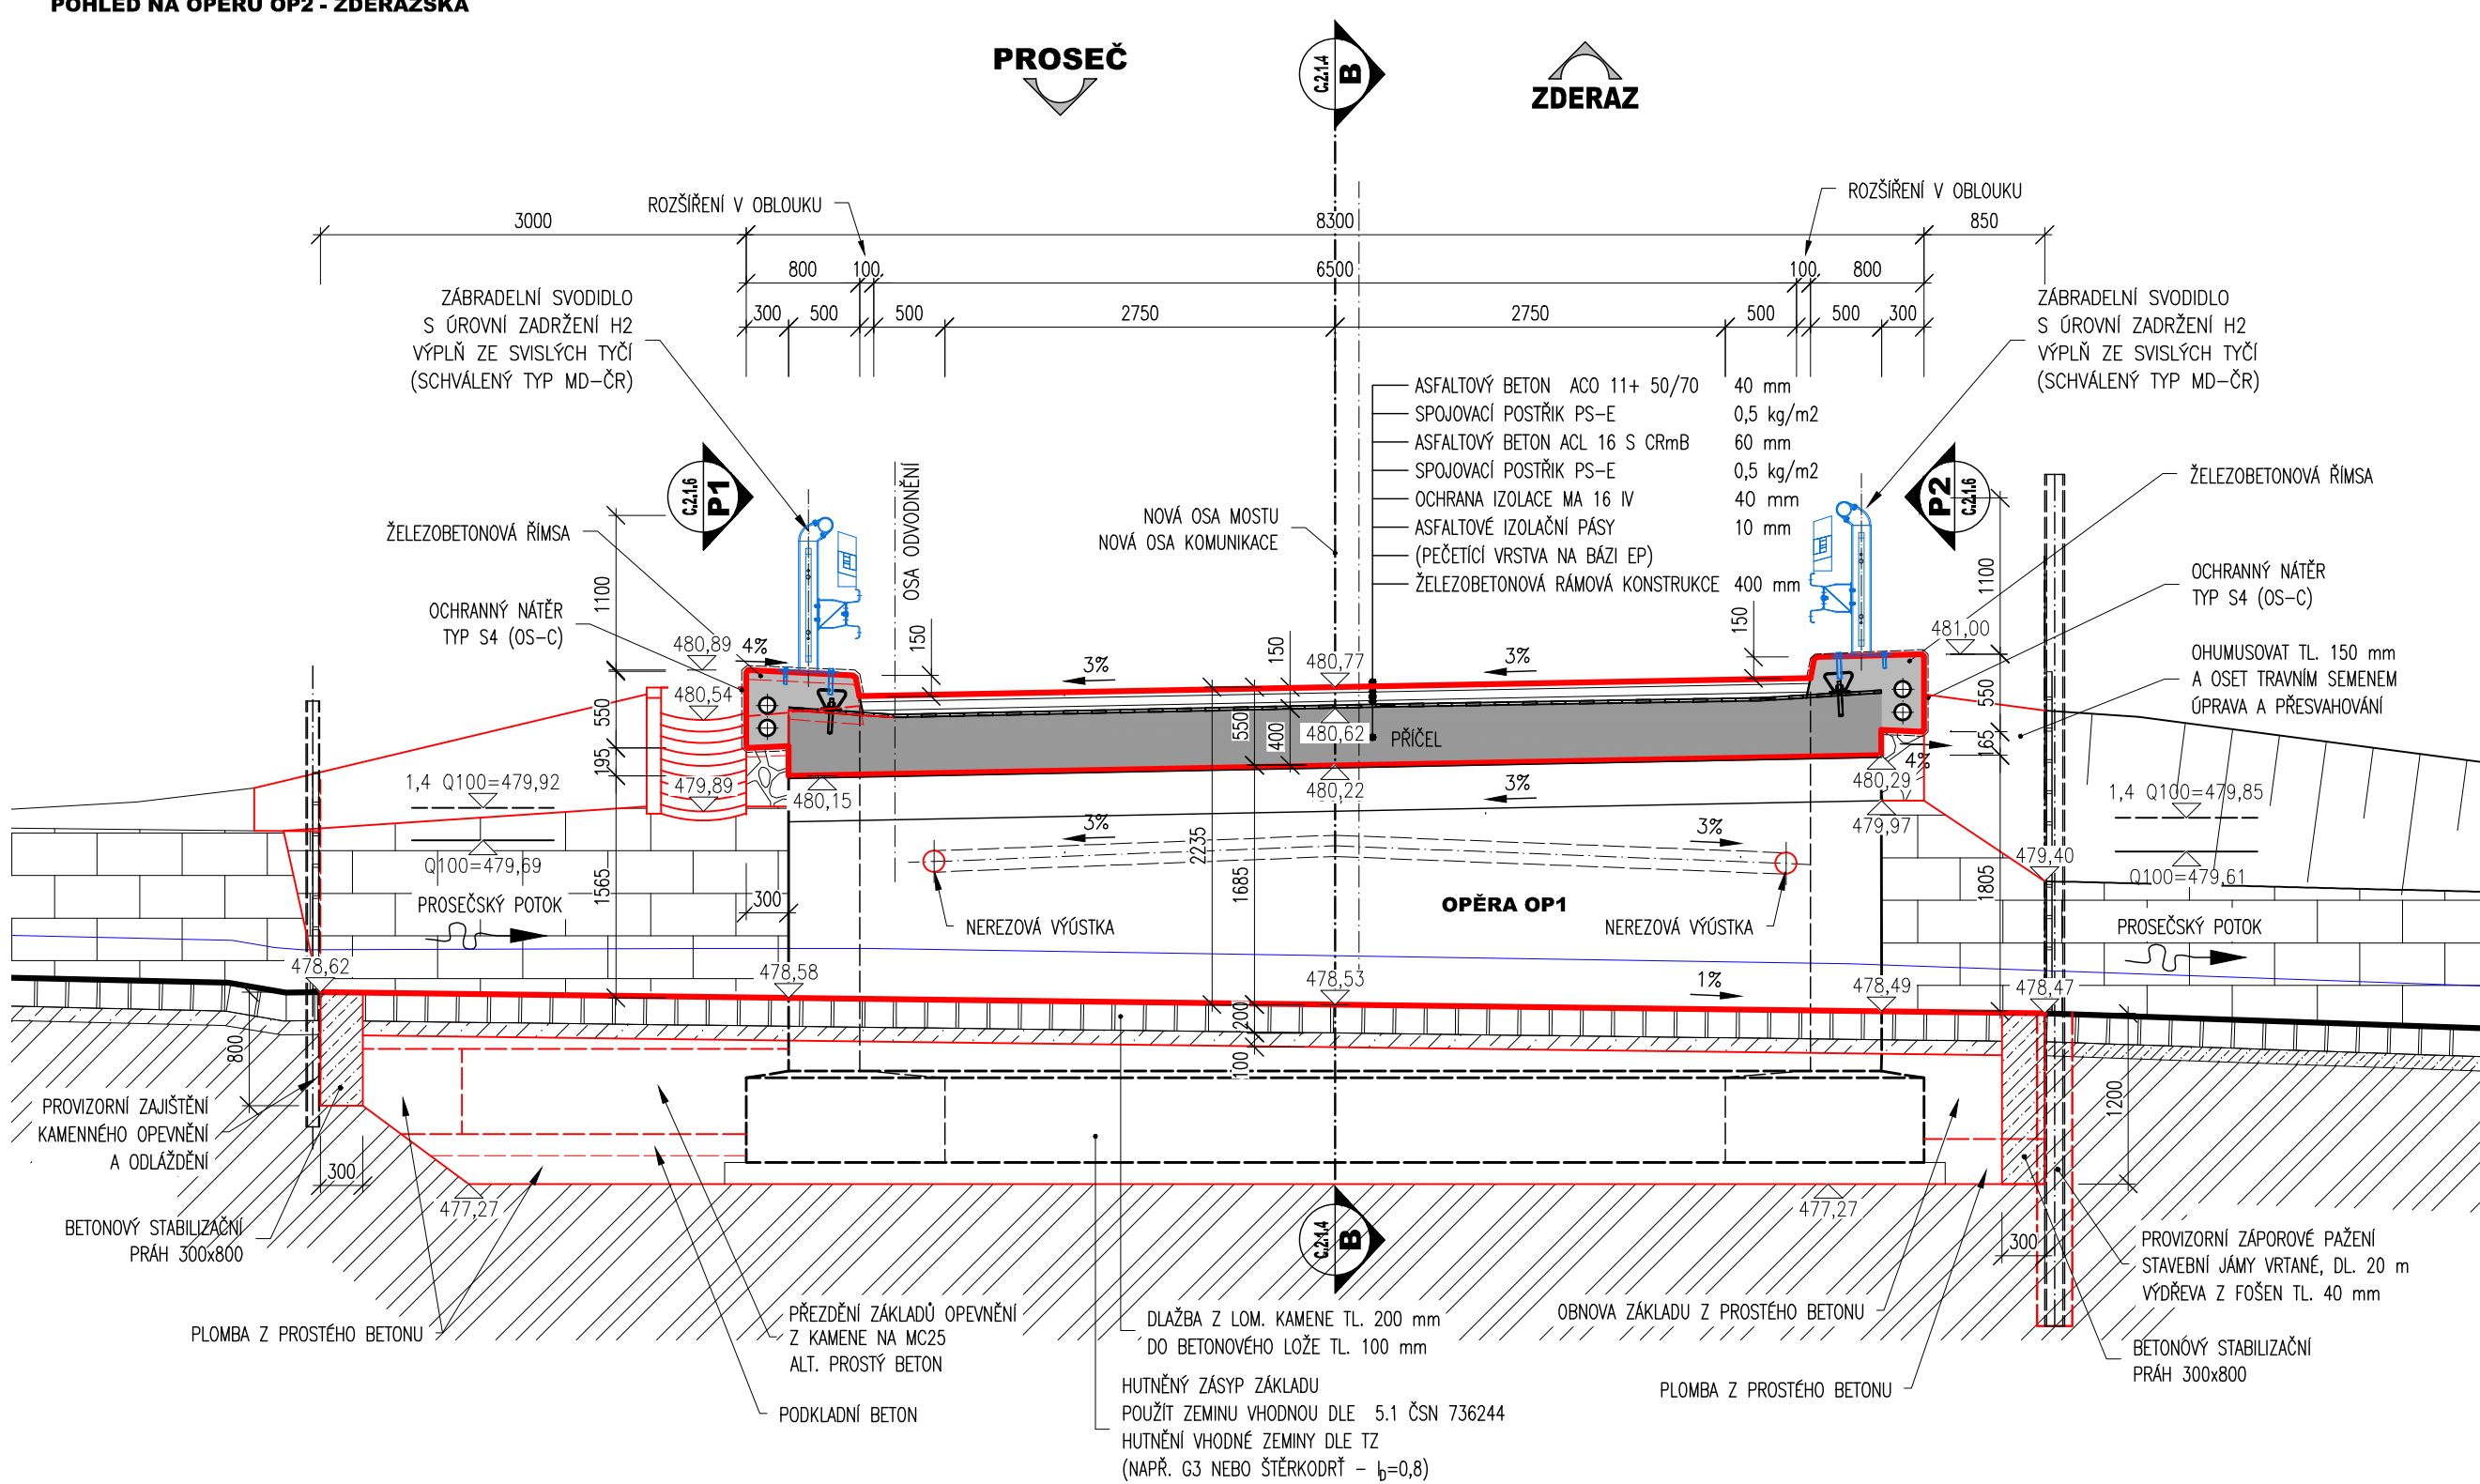 POHLED NA OPĚRU OP2 - ZDERAZSKÁ
PROSEČ
C.2.1.4
B
ZDERAZ
ROZŠÍŘENÍ V OBLOUKU
ROZŠÍŘENÍ V OBLOUKU
3000
8300
850
800
100
6500
100
800
300
500
500
2750
2750
500
500
300
ZÁBRADELNÍ SVODIDLO
S ÚROVNÍ ZADRŽENÍ H2
VÝPLŇ ZE SVISLÝCH TYČÍ
(SCHVÁLENÝ TYP MD-ČR)
ZÁBRADELNÍ SVODIDLO
S ÚROVNÍ ZADRŽENÍ H2
VÝPLŇ ZE SVISLÝCH TYČÍ
(SCHVÁLENÝ TYP MD-ČR)
ASFALTOVÝ BETON ACO 11+ 50/70 40 mm
SPOJOVACÍ POSTŘIK PS-E 0,5 kg/m2
ASFALTOVÝ BETON ACL 16 S CRmB 60 mm
SPOJOVACÍ POSTŘIK PS-E 0,5 kg/m2
OCHRANA IZOLACE MA 16 IV 40 mm
ASFALTOVÉ IZOLAČNÍ PÁSY 10 mm
(PEČETÍCÍ VRSTVA NA BÁZI EP)
ŽELEZOBETONOVÁ RÁMOVÁ KONSTRUKCE 400 mm
C.2.1.6
P1
P2
C.2.1.6
OSA ODVODNĚNÍ
NOVÁ OSA MOSTU
NOVÁ OSA KOMUNIKACE
ŽELEZOBETONOVÁ ŘÍMSA
ŽELEZOBETONOVÁ ŘÍMSA
OCHRANNÝ NÁTĚR
TYP S4 (OS-C)
OCHRANNÝ NÁTĚR
TYP S4 (OS-C)
OHUMUSOVAT TL. 150 mm
A OSET TRAVNÍM SEMENEM
ÚPRAVA A PŘESVAHOVÁNÍ
1100
550
195
1565
480,89
4%
480,54
479,89
480,15
150
3%
150
480,77
3%
150
481,00
1100
550
165
1805
550
400
480,62
PŘÍČEL
480,22
3%
480,29
4%
479,97
1,4 Q100=479,92
Q100=479,69
PROSEČSKÝ POTOK
300
3%
3%
2235
1685
NEREZOVÁ VÝÚSTKA
NEREZOVÁ VÝÚSTKA
OPĚRA OP1
1,4 Q100=479,85
479,40
Q100=479,61
PROSEČSKÝ POTOK
478,62
478,58
478,53
1%
478,49
478,47
800
200
100
1200
PROVIZORNÍ ZAJIŠTĚNÍ
KAMENNÉHO OPEVNĚNÍ
A ODLÁŽDĚNÍ
300
477,27
477,27
BETONOVÝ STABILIZAČNÍ
PRÁH 300x800
C.2.1.4
B
300
PROVIZORNÍ ZÁPOROVÉ PAŽENÍ
STAVEBNÍ JÁMY VRTANÉ, DL. 20 m
VÝDŘEVA Z FOŠEN TL. 40 mm
PLOMBA Z PROSTÉHO BETONU
PŘEZDĚNÍ ZÁKLADŮ OPEVNĚNÍ
Z KAMENE NA MC25
ALT. PROSTÝ BETON
DLAŽBA Z LOM. KAMENE TL. 200 mm
DO BETONOVÉHO LOŽE TL. 100 mm
OBNOVA ZÁKLADU Z PROSTÉHO BETONU
BETONOVÝ STABILIZAČNÍ
PRÁH 300x800
PODKLADNÍ BETON
HUTNĚNÝ ZÁSYP ZÁKLADU
POUŽÍT ZEMINU VHODNOU DLE 5.1 ČSN 736244
HUTNĚNÍ VHODNÉ ZEMINY DLE TZ
(NAPŘ. G3 NEBO ŠTĚRKODRŤ - ID=0,8)
PLOMBA Z PROSTÉHO BETONU